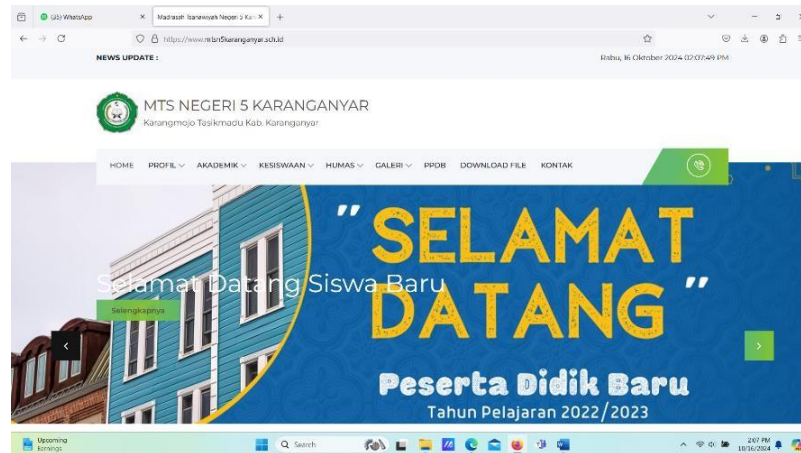 (35) WhatsApp
Madrasah Tsanawiyah Negeri 5 Kar
https://www.mtsn5karanganyar.sch.id
NEWS UPDATE :
Rabu, 16 Oktober 2024 02:07:49 PM
MTS NEGERI 5 KARANGANYAR
Karangmojo Tasikmadu Kab. Karanganyar
HOME PROFIL AKADEMIK KESISWAAN HUMAS GALERI PPDB DOWNLOAD FILE KONTAK
" SELAMAT
DATANG "
Selamat Datang Siswa Baru
Selengkapnya
Peserta Didik Baru
Tahun Pelajaran 2022/2023
Upcoming
Earnings
Search
2:07 PM
10/16/2024